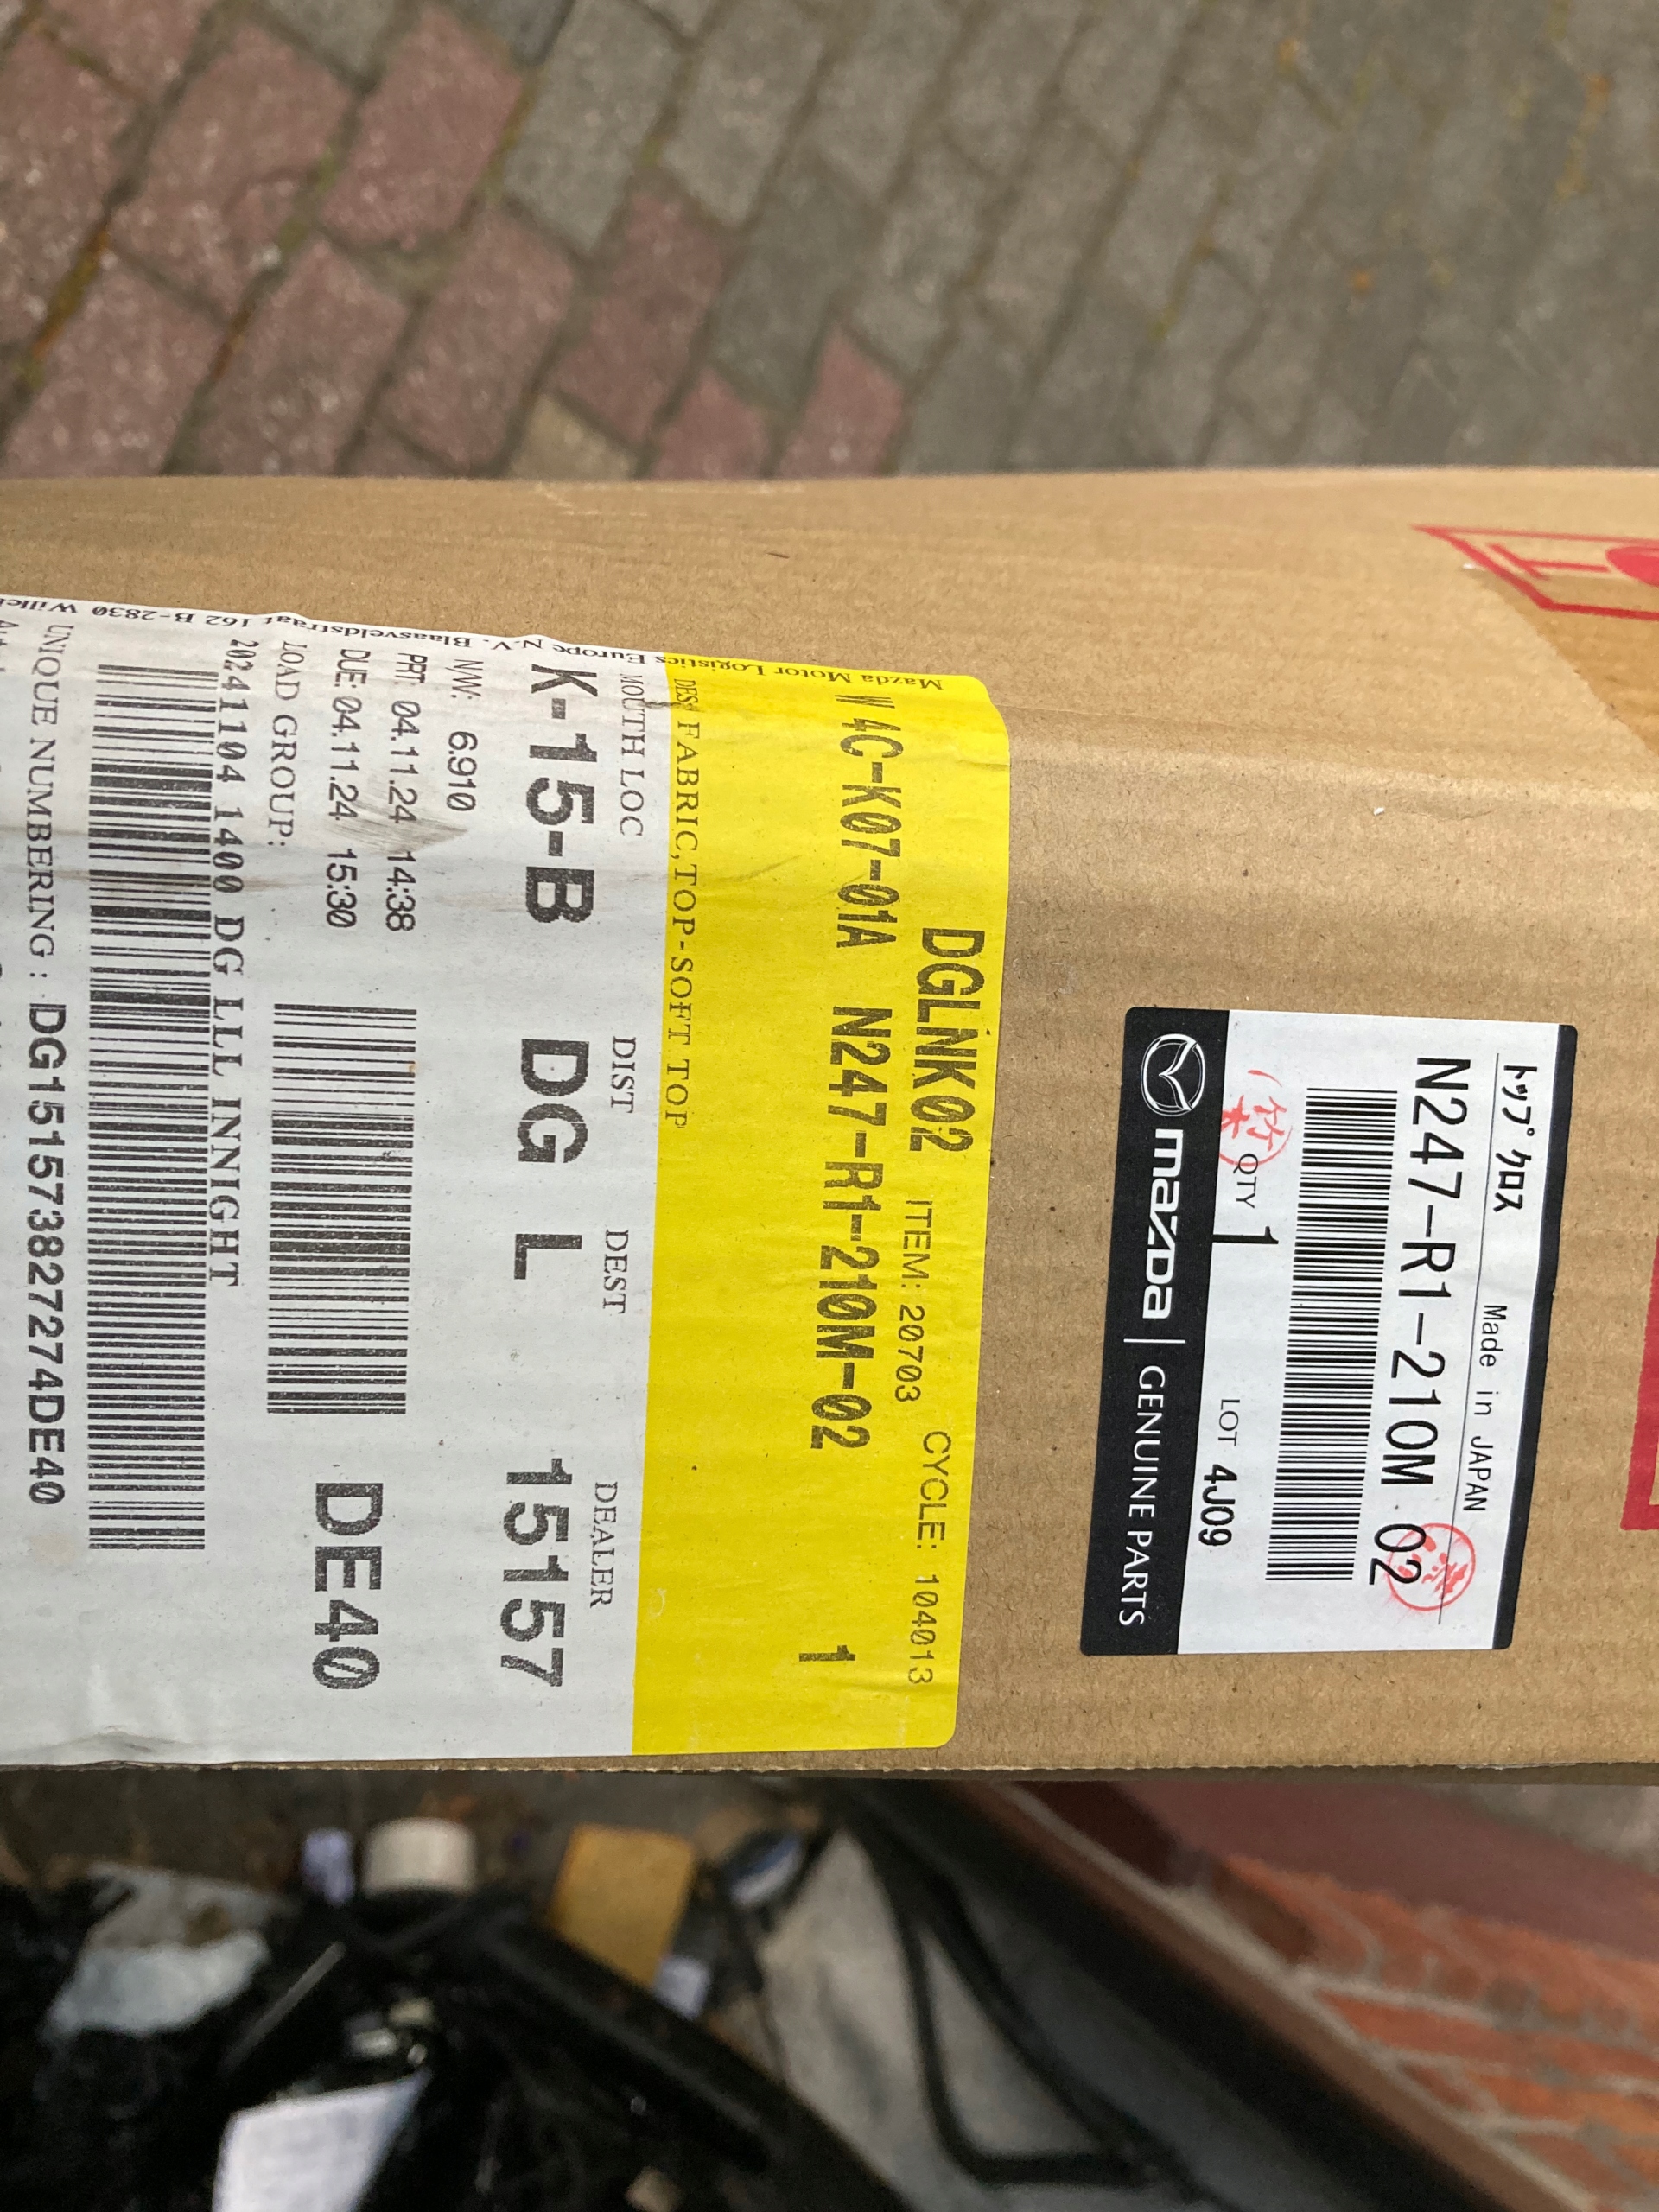 トップ クロス
Made in JAPAN
N247-R1-210M 02
QTY 1
LOT 4J09
mazda | GENUINE PARTS
Mazda Motor Logistics Europe N.V. Blaasveldstraat 162 B-2830
DGLNK02 ITEM: 20703 CYCLE: 104013
4C-K07-01A N247-R1-210M-02 1
DES FABRIC,TOP-SOFT TOP
MOUTH LOC DIST DEST DEALER
K-15-B DG L 15157
N/W: 6.910
PRT: 04.11.24 14:38
DUE: 04.11.24 15:30
DE40
LOAD GROUP:
20241104 1400 DG LLL INNIGHT
UNIQUE NUMBERING : DG15157382727​4DE40